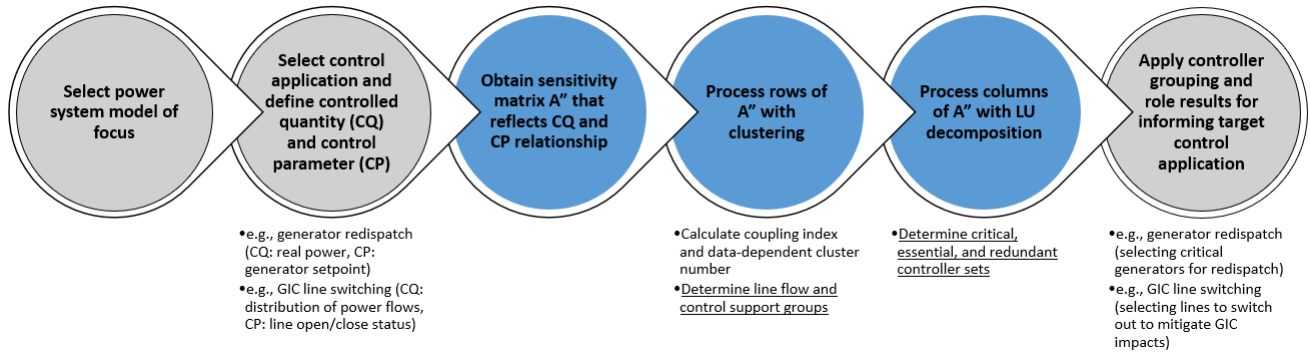 Select power
system model of
focus
Select control
application and
define controlled
quantity (CQ)
and control
parameter (CP)
•e.g., generator redispatch
(CQ: real power, CP:
generator setpoint)
•e.g., GIC line switching (CQ:
distribution of power flows,
CP: line open/close status)
Obtain sensitivity
matrix A” that
reflects CQ and
CP relationship
Process rows of
A” with
clustering
•Calculate coupling index
and data-dependent cluster
number
•Determine line flow and
control support groups
Process columns
of A” with LU
decomposition
•Determine critical,
essential, and redundant
controller sets
Apply controller
grouping and
role results for
informing target
control
application
•e.g., generator redispatch
(selecting critical
generators for redispatch)
•e.g., GIC line switching
(selecting lines to switch
out to mitigate GIC
impacts)